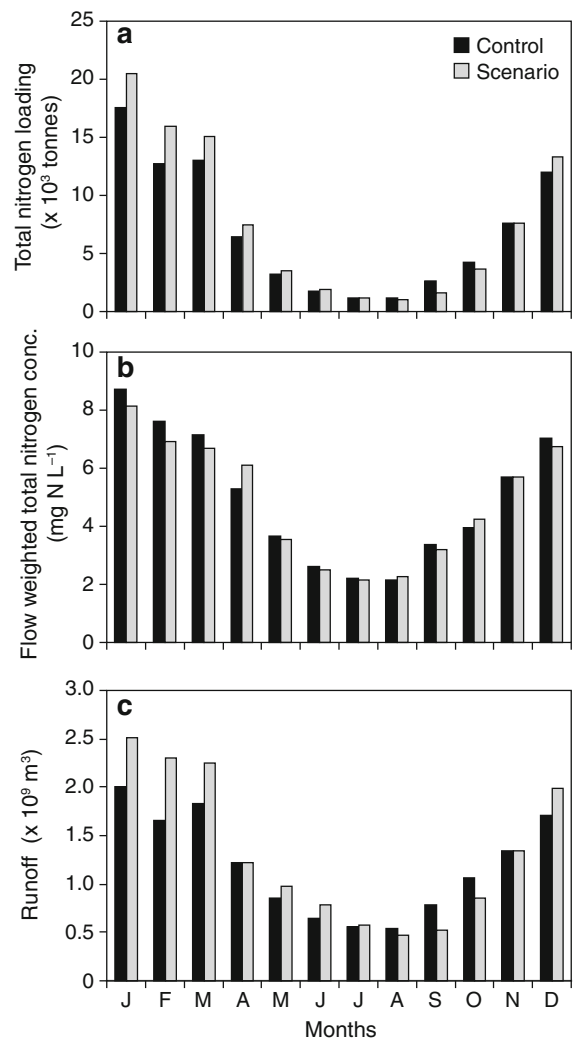 a
Control
Scenario
Total nitrogen loading
(x 10³ tonnes)
25
20
15
10
5
0
b
Flow weighted total nitrogen conc.
(mg N L⁻¹)
10
8
6
4
2
0
c
Runoff (x 10⁹ m³)
3.0
2.5
2.0
1.5
1.0
0.5
0
J F M A M J J A S O N D
Months